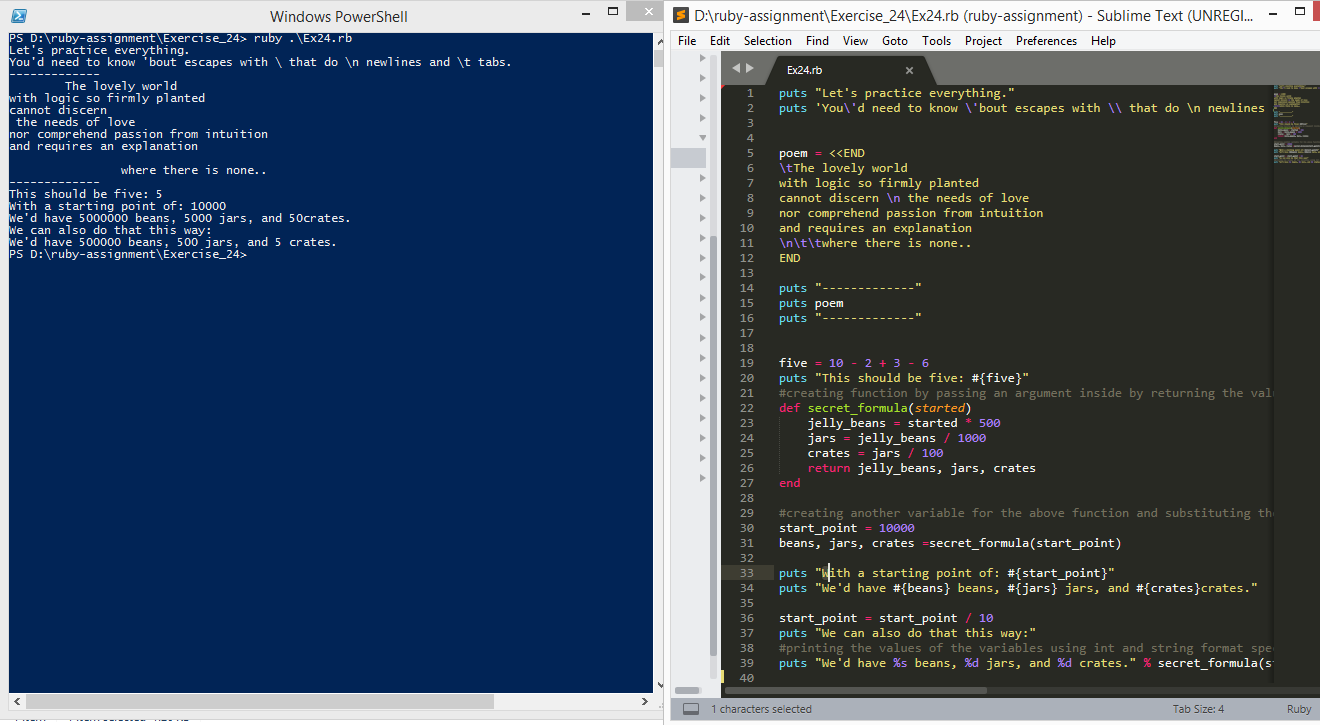 Windows PowerShell
PS D:\ruby-assignment\Exercise_24> ruby .\Ex24.rb
Let's practice everything.
You'd need to know 'bout escapes with \ that do \n newlines and \t tabs.
-------------
        The lovely world
with logic so firmly planted
cannot discern
 the needs of love
nor comprehend passion from intuition
and requires an explanation
                where there is none..
-------------
This should be five: 5
With a starting point of: 10000
We'd have 5000000 beans, 5000 jars, and 50crates.
We can also do that this way:
We'd have 500000 beans, 500 jars, and 5 crates.
PS D:\ruby-assignment\Exercise_24>
D:\ruby-assignment\Exercise_24\Ex24.rb (ruby-assignment) - Sublime Text (UNREGI...
File Edit Selection Find View Goto Tools Project Preferences Help
Ex24.rb
1 puts "Let's practice everything."
2 puts 'You\'d need to know \'bout escapes with \\ that do \n newlines
3
4
5 poem = <<END
6 \tThe lovely world
7 with logic so firmly planted
8 cannot discern \n the needs of love
9 nor comprehend passion from intuition
10 and requires an explanation
11 \n\t\twhere there is none..
12 END
13
14 puts "-------------"
15 puts poem
16 puts "-------------"
17
18
19 five = 10 - 2 + 3 - 6
20 puts "This should be five: #{five}"
21 #creating function by passing an argument inside by returning the val
22 def secret_formula(started)
23     jelly_beans = started * 500
24     jars = jelly_beans / 1000
25     crates = jars / 100
26     return jelly_beans, jars, crates
27 end
28
29 #creating another variable for the above function and substituting th
30 start_point = 10000
31 beans, jars, crates =secret_formula(start_point)
32
33 puts "With a starting point of: #{start_point}"
34 puts "We'd have #{beans} beans, #{jars} jars, and #{crates}crates."
35
36 start_point = start_point / 10
37 puts "We can also do that this way:"
38 #printing the values of the variables using int and string format spe
39 puts "We'd have %s beans, %d jars, and %d crates." % secret_formula(s
40
1 characters selected
Tab Size: 4
Ruby